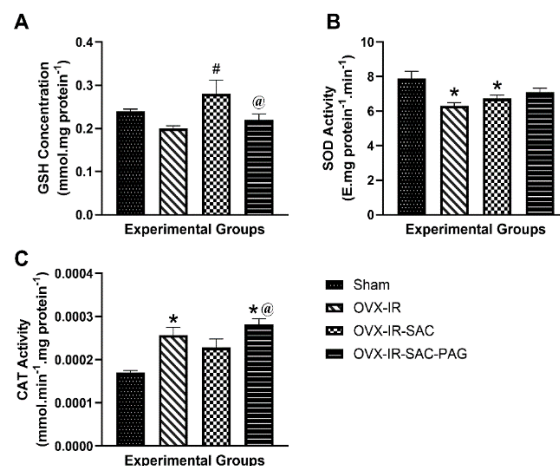 A
GSH Concentration
(mmol.mg protein⁻¹)
0.4
0.3
0.2
0.1
0.0
#
@
Experimental Groups
B
SOD Activity
(E.mg protein⁻¹.min⁻¹)
10
8
6
4
2
0
*
*
Experimental Groups
C
CAT Activity
(mmol.min⁻¹.mg protein⁻¹)
0.0004
0.0003
0.0002
0.0001
0.0000
*
*@
Experimental Groups
Sham
OVX-IR
OVX-IR-SAC
OVX-IR-SAC-PAG